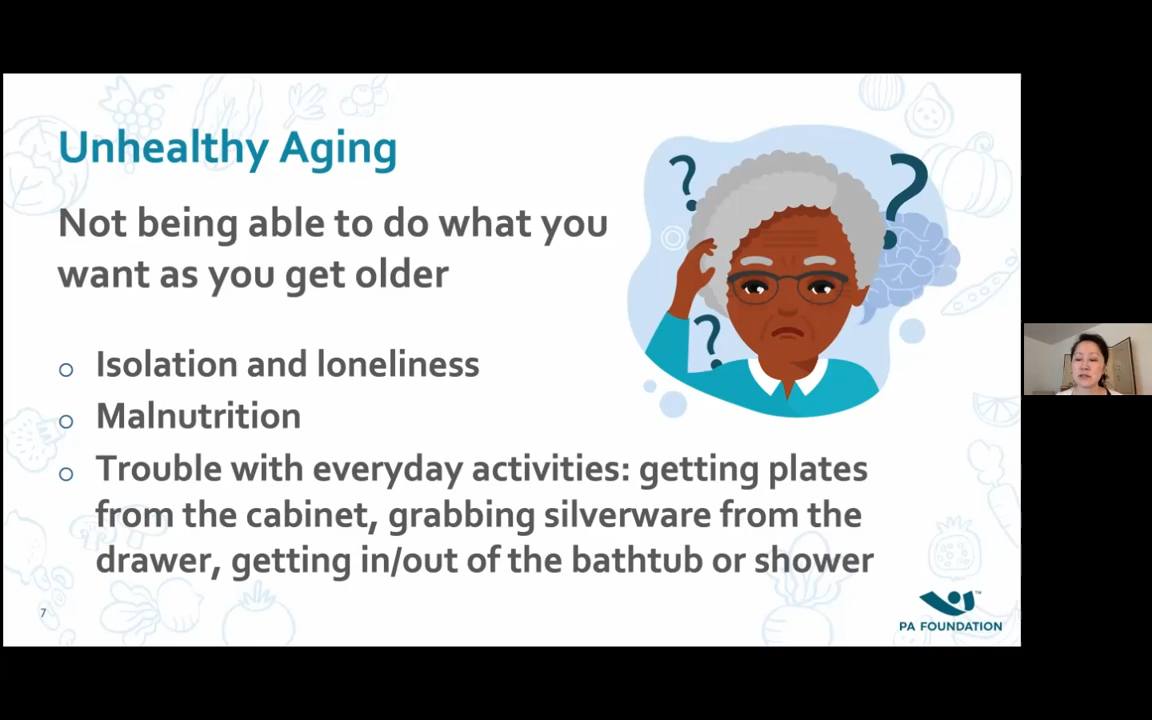 Unhealthy Aging
Not being able to do what you
want as you get older
Isolation and loneliness
Malnutrition
Trouble with everyday activities: getting plates
from the cabinet, grabbing silverware from the
drawer, getting in/out of the bathtub or shower
? ? ?
7
PA FOUNDATION™